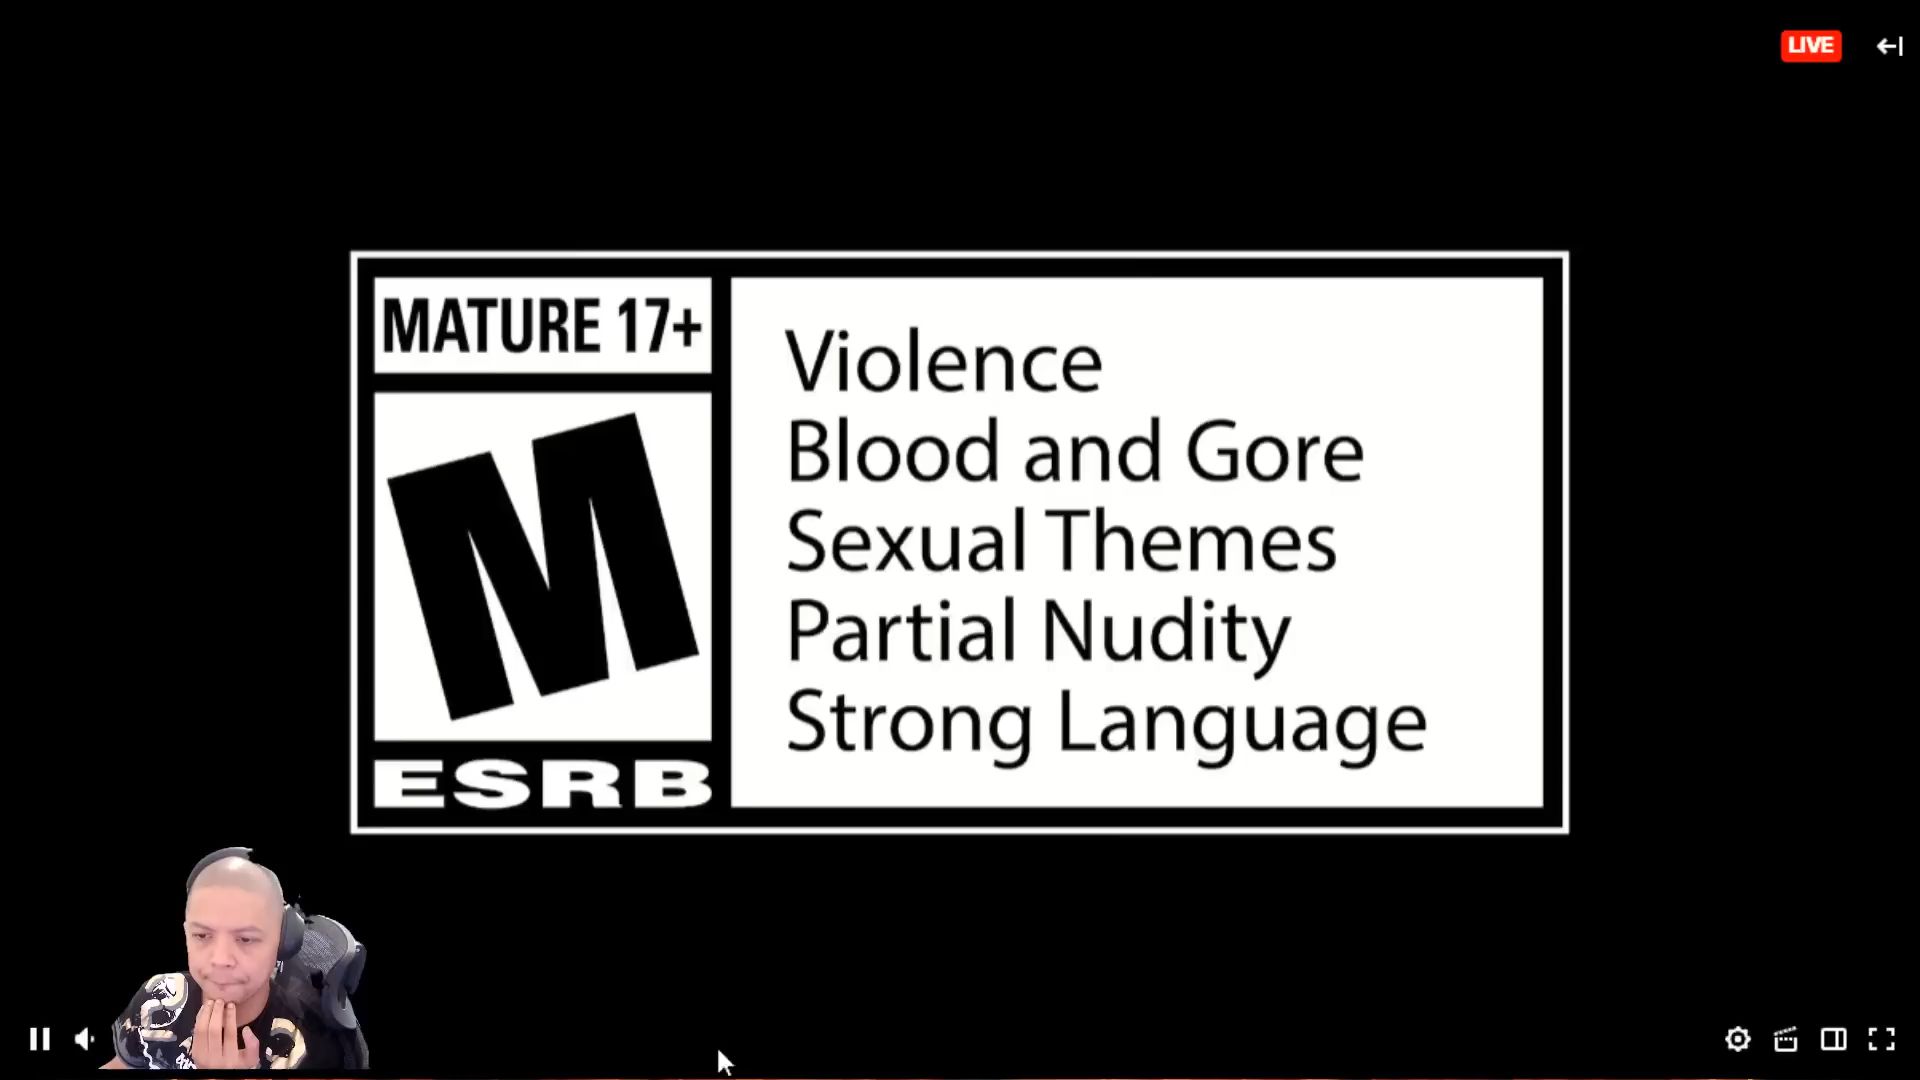 LIVE
MATURE 17+
M
ESRB
Violence
Blood and Gore
Sexual Themes
Partial Nudity
Strong Language